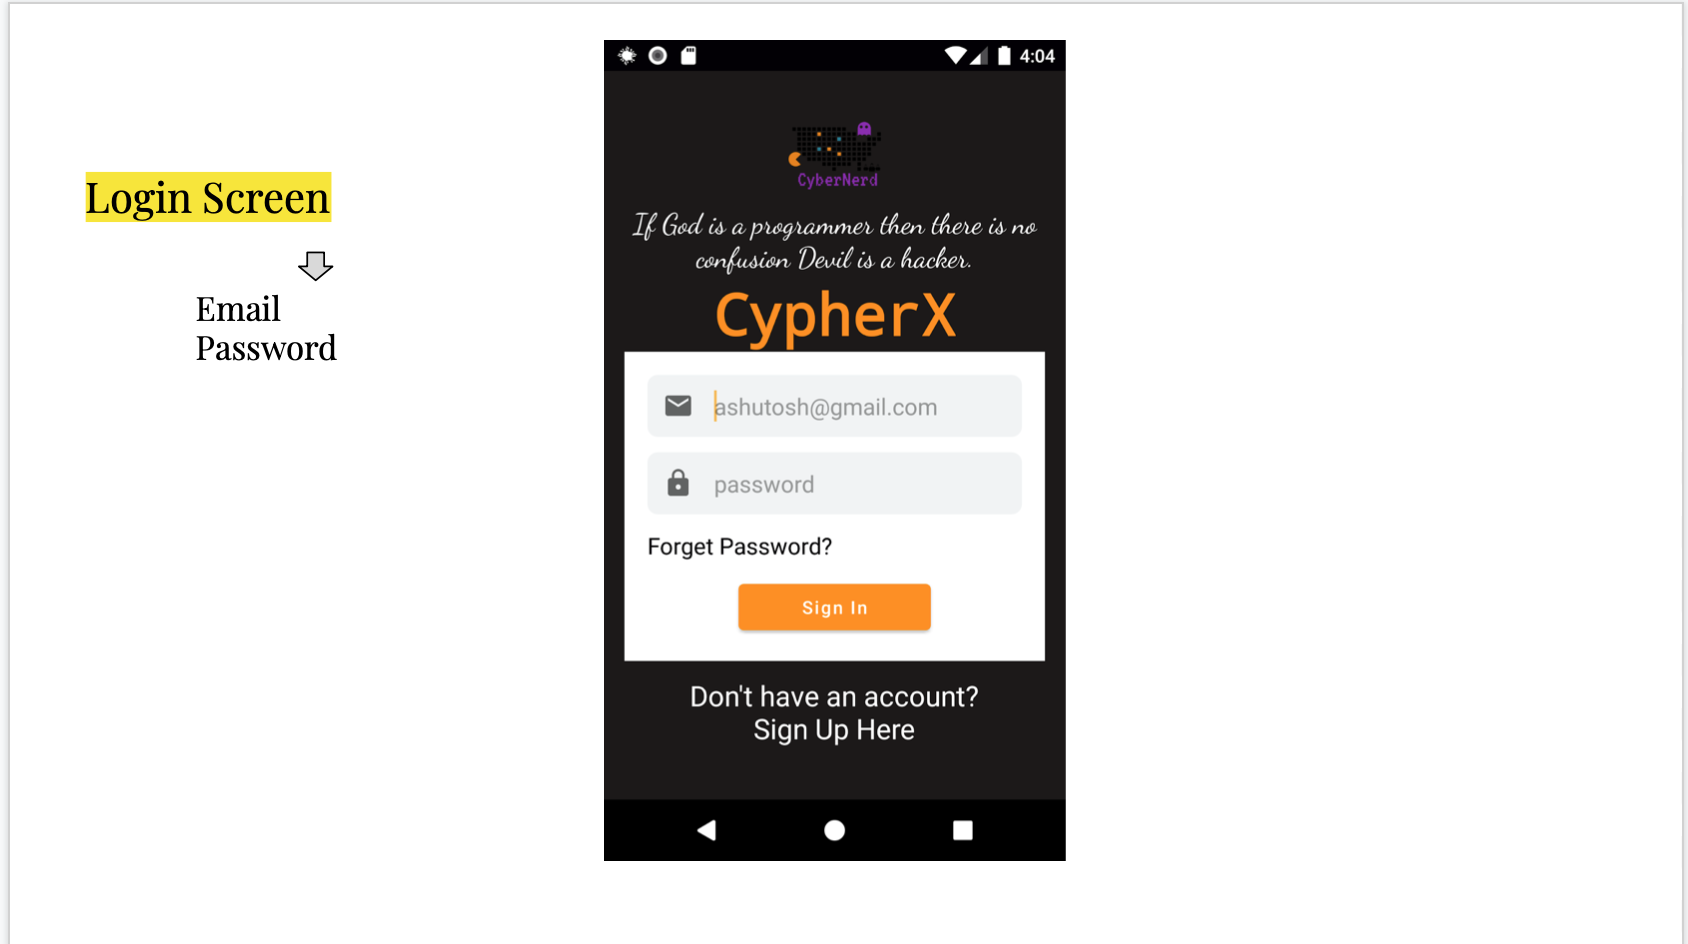 Login Screen
Email
Password
4:04
CyberNerd
If God is a programmer then there is no
confusion Devil is a hacker.
CypherX
ashutosh@gmail.com
password
Forget Password?
Sign In
Don't have an account?
Sign Up Here